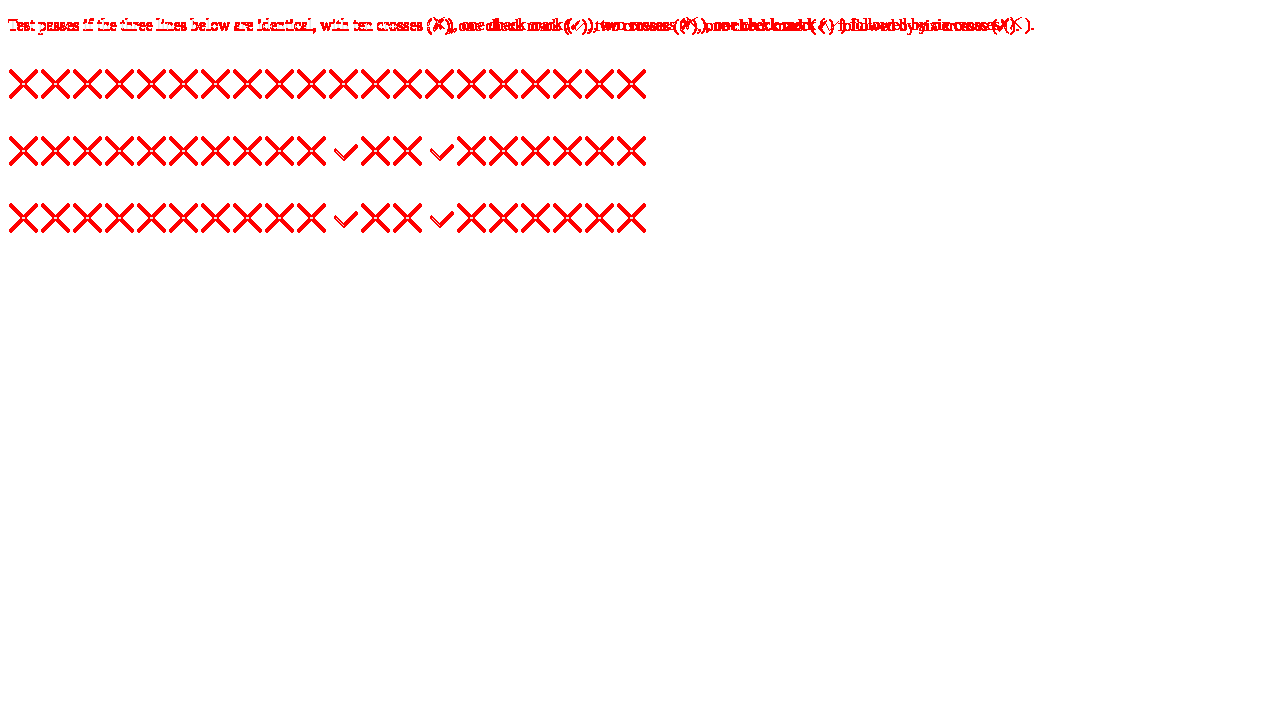 Test passes if the three lines below are identical, with ten crosses (✗), one check mark (✓), two crosses (✗), one check mark (✓) followed by six crosses (✗).
✗✗✗✗✗✗✗✗✗✗✗✗✗✗✗✗✗✗✗✗
✗✗✗✗✗✗✗✗✗✗✓✗✗✓✗✗✗✗✗✗
✗✗✗✗✗✗✗✗✗✗✓✗✗✓✗✗✗✗✗✗